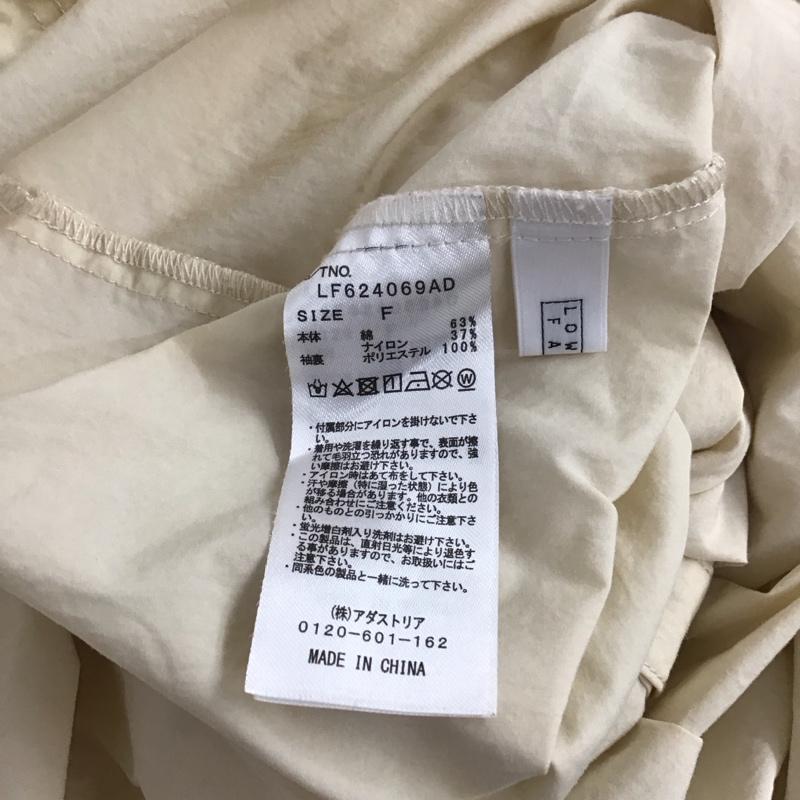 TNO.
LF624069AD
SIZE F
本体 綿 63%
ナイロン 37%
袖裏 ポリエステル 100%
W
・付属部分にアイロンを掛けないで下さ
い。
・着用や洗濯を繰り返す事で、表面が擦
れて毛羽立つ恐れがありますので、強
い摩擦はお避け下さい。
・アイロン時はあて布をして下さい。
・汗や摩擦（特に湿った状態）により色
が移る場合があります。他の衣類との
組み合わせにご注意ください。
・他のものとの引っかかりにご注意下さ
い。
・蛍光増白剤入り洗剤はお避け下さい。
・この製品は、直射日光等により退色す
る事がありますので、お取扱いにはご
注意下さい。
・同系色の製品と一緒に洗って下さい。
(株)アダストリア
0120-601-162
MADE IN CHINA
LOW
FA